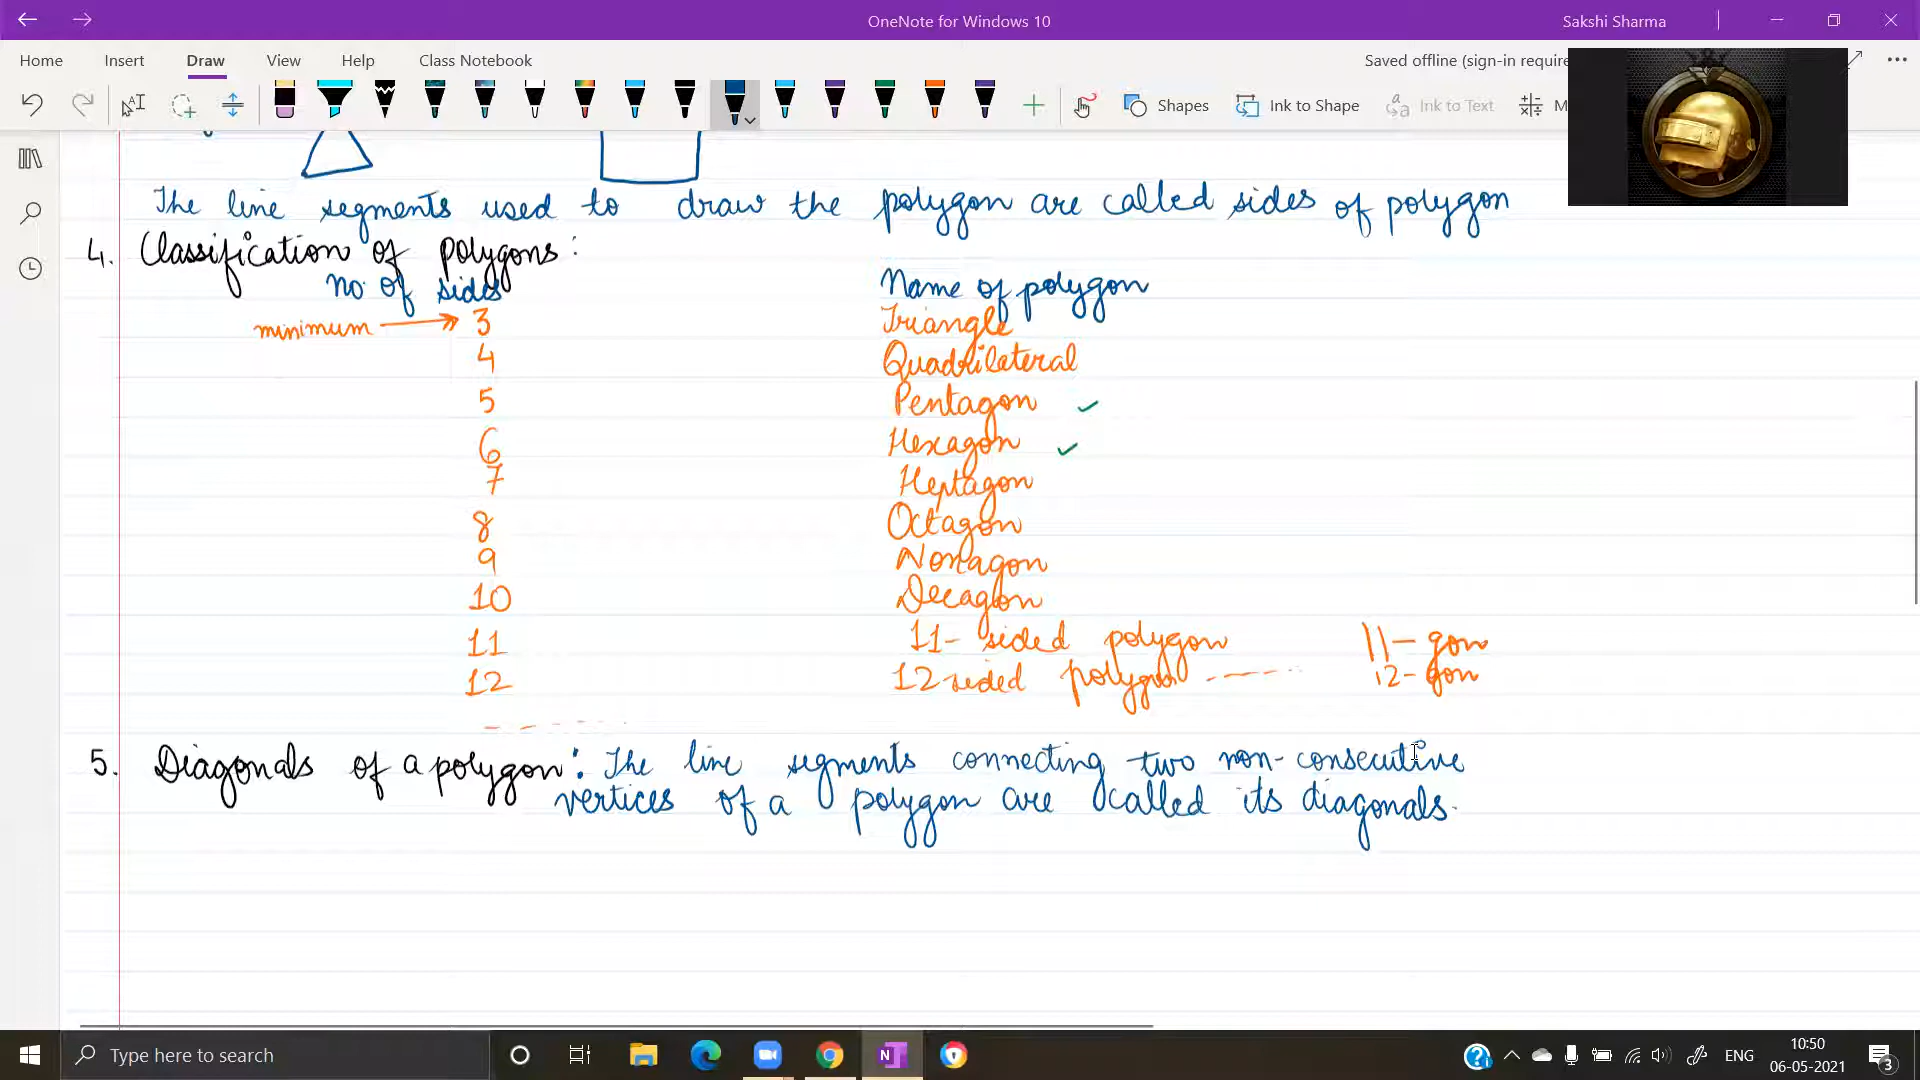 OneNote for Windows 10
Sakshi Sharma
Home Insert Draw View Help Class Notebook
Saved offline (sign-in require
Shapes Ink to Shape Ink to Text M
The line segments used to draw the polygon are called sides of polygon
4. Classification of polygons:
no. of sides Name of polygon
minimum → 3 Triangle
4 Quadrilateral
5 Pentagon ✓
6 Hexagon ✓
7 Heptagon
8 Octagon
9 Nonagon
10 Decagon
11 11- sided polygon 11- gon
12 12-sided polygon ----- 12- gon
5. Diagonals of a polygon: The line segments connecting two non-consecutive
vertices of a polygon are called its diagonals.
Type here to search
ENG
10:50
06-05-2021
3